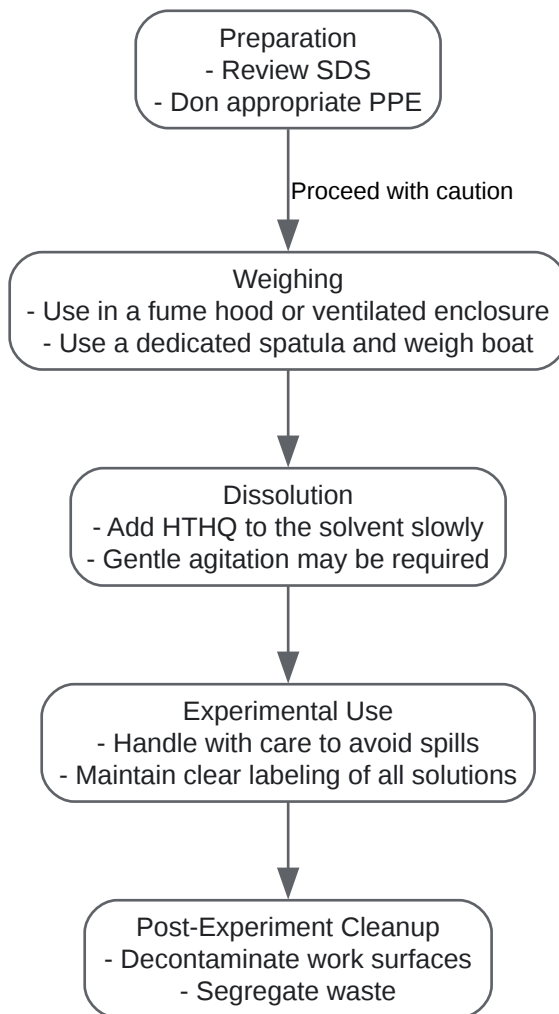 Preparation
- Review SDS
- Don appropriate PPE
Proceed with caution
Weighing
- Use in a fume hood or ventilated enclosure
- Use a dedicated spatula and weigh boat
Dissolution
- Add HTHQ to the solvent slowly
- Gentle agitation may be required
Experimental Use
- Handle with care to avoid spills
- Maintain clear labeling of all solutions
Post-Experiment Cleanup
- Decontaminate work surfaces
- Segregate waste